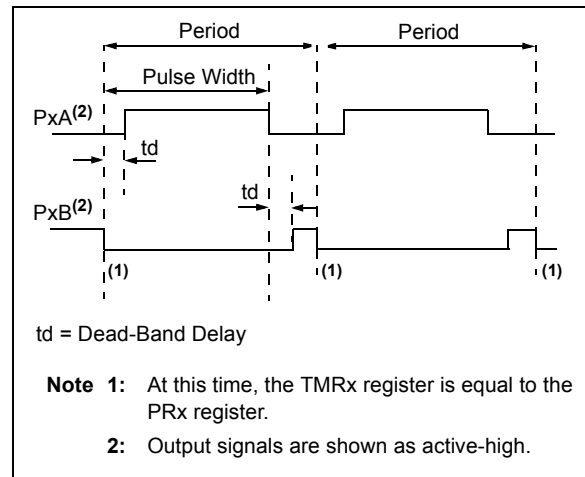 Period Period
Pulse Width
PxA(2)
td
td
PxB(2)
(1) (1) (1)
td = Dead-Band Delay
Note 1: At this time, the TMRx register is equal to the
PRx register.
2: Output signals are shown as active-high.